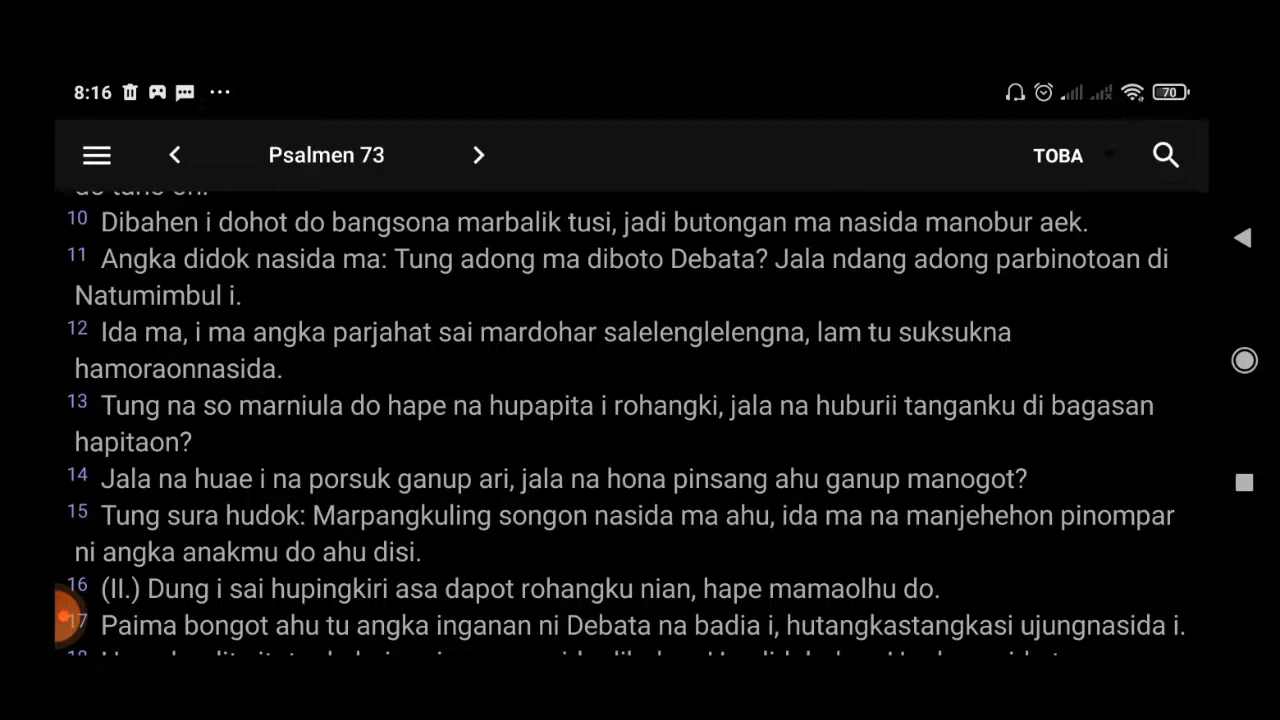 8:16
70
Psalmen 73
TOBA
10 Dibahen i dohot do bangsona marbalik tusi, jadi butongan ma nasida manobur aek.
11 Angka didok nasida ma: Tung adong ma diboto Debata? Jala ndang adong parbinotoan di
Natumimbul i.
12 Ida ma, i ma angka parjahat sai mardohar salelenglelengna, lam tu suksukna
hamoraonnasida.
13 Tung na so marniula do hape na hupapita i rohangki, jala na huburii tanganku di bagasan
hapitaon?
14 Jala na huae i na porsuk ganup ari, jala na hona pinsang ahu ganup manogot?
15 Tung sura hudok: Marpangkuling songon nasida ma ahu, ida ma na manjehehon pinompar
ni angka anakmu do ahu disi.
16 (II.) Dung i sai hupingkiri asa dapot rohangku nian, hape mamaolhu do.
17 Paima bongot ahu tu angka inganan ni Debata na badia i, hutangkastangkasi ujungnasida i.